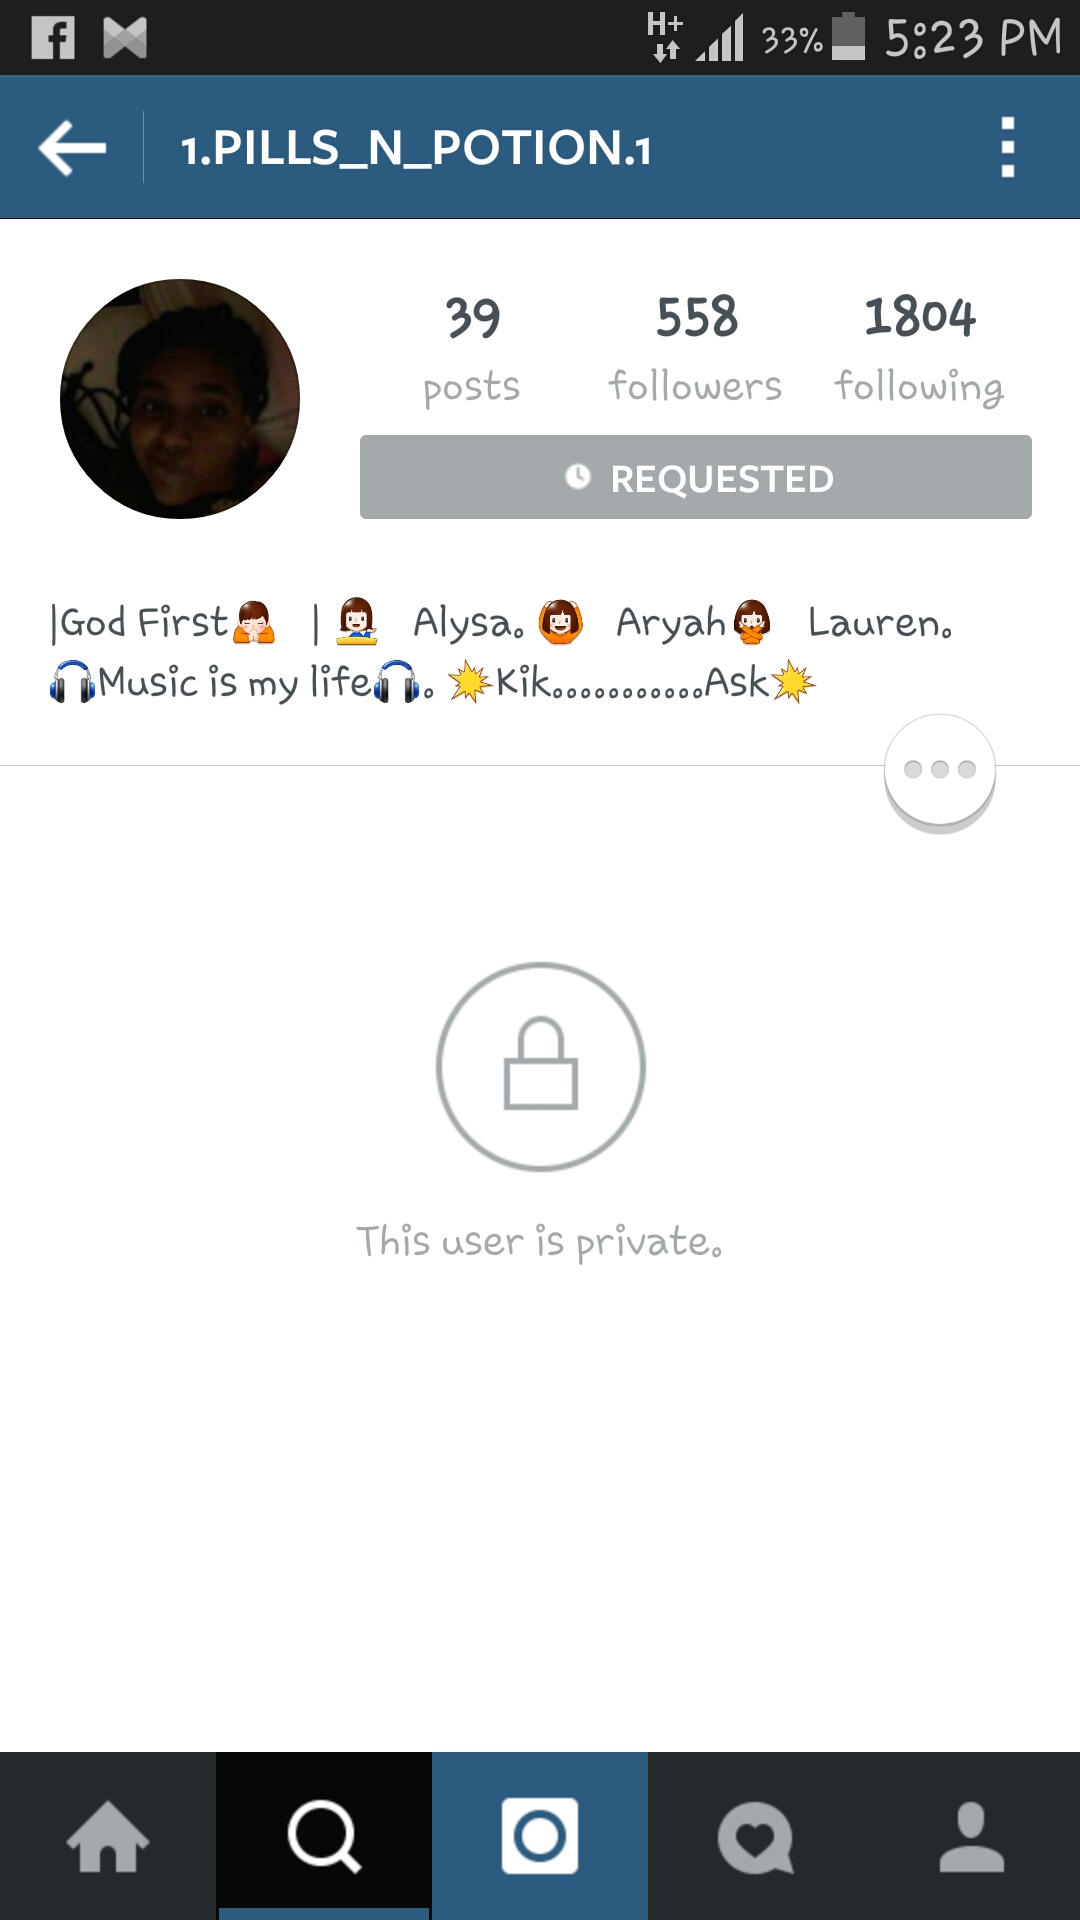 H+ 33% 5:23 PM
1.PILLS_N_POTION.1
39 558 1804
posts followers following
REQUESTED
|God First🙏 | 💁 Alysa. 🙆 Aryah🙅 Lauren.
🎧Music is my life🎧. 💥Kik...........Ask💥
This user is private.